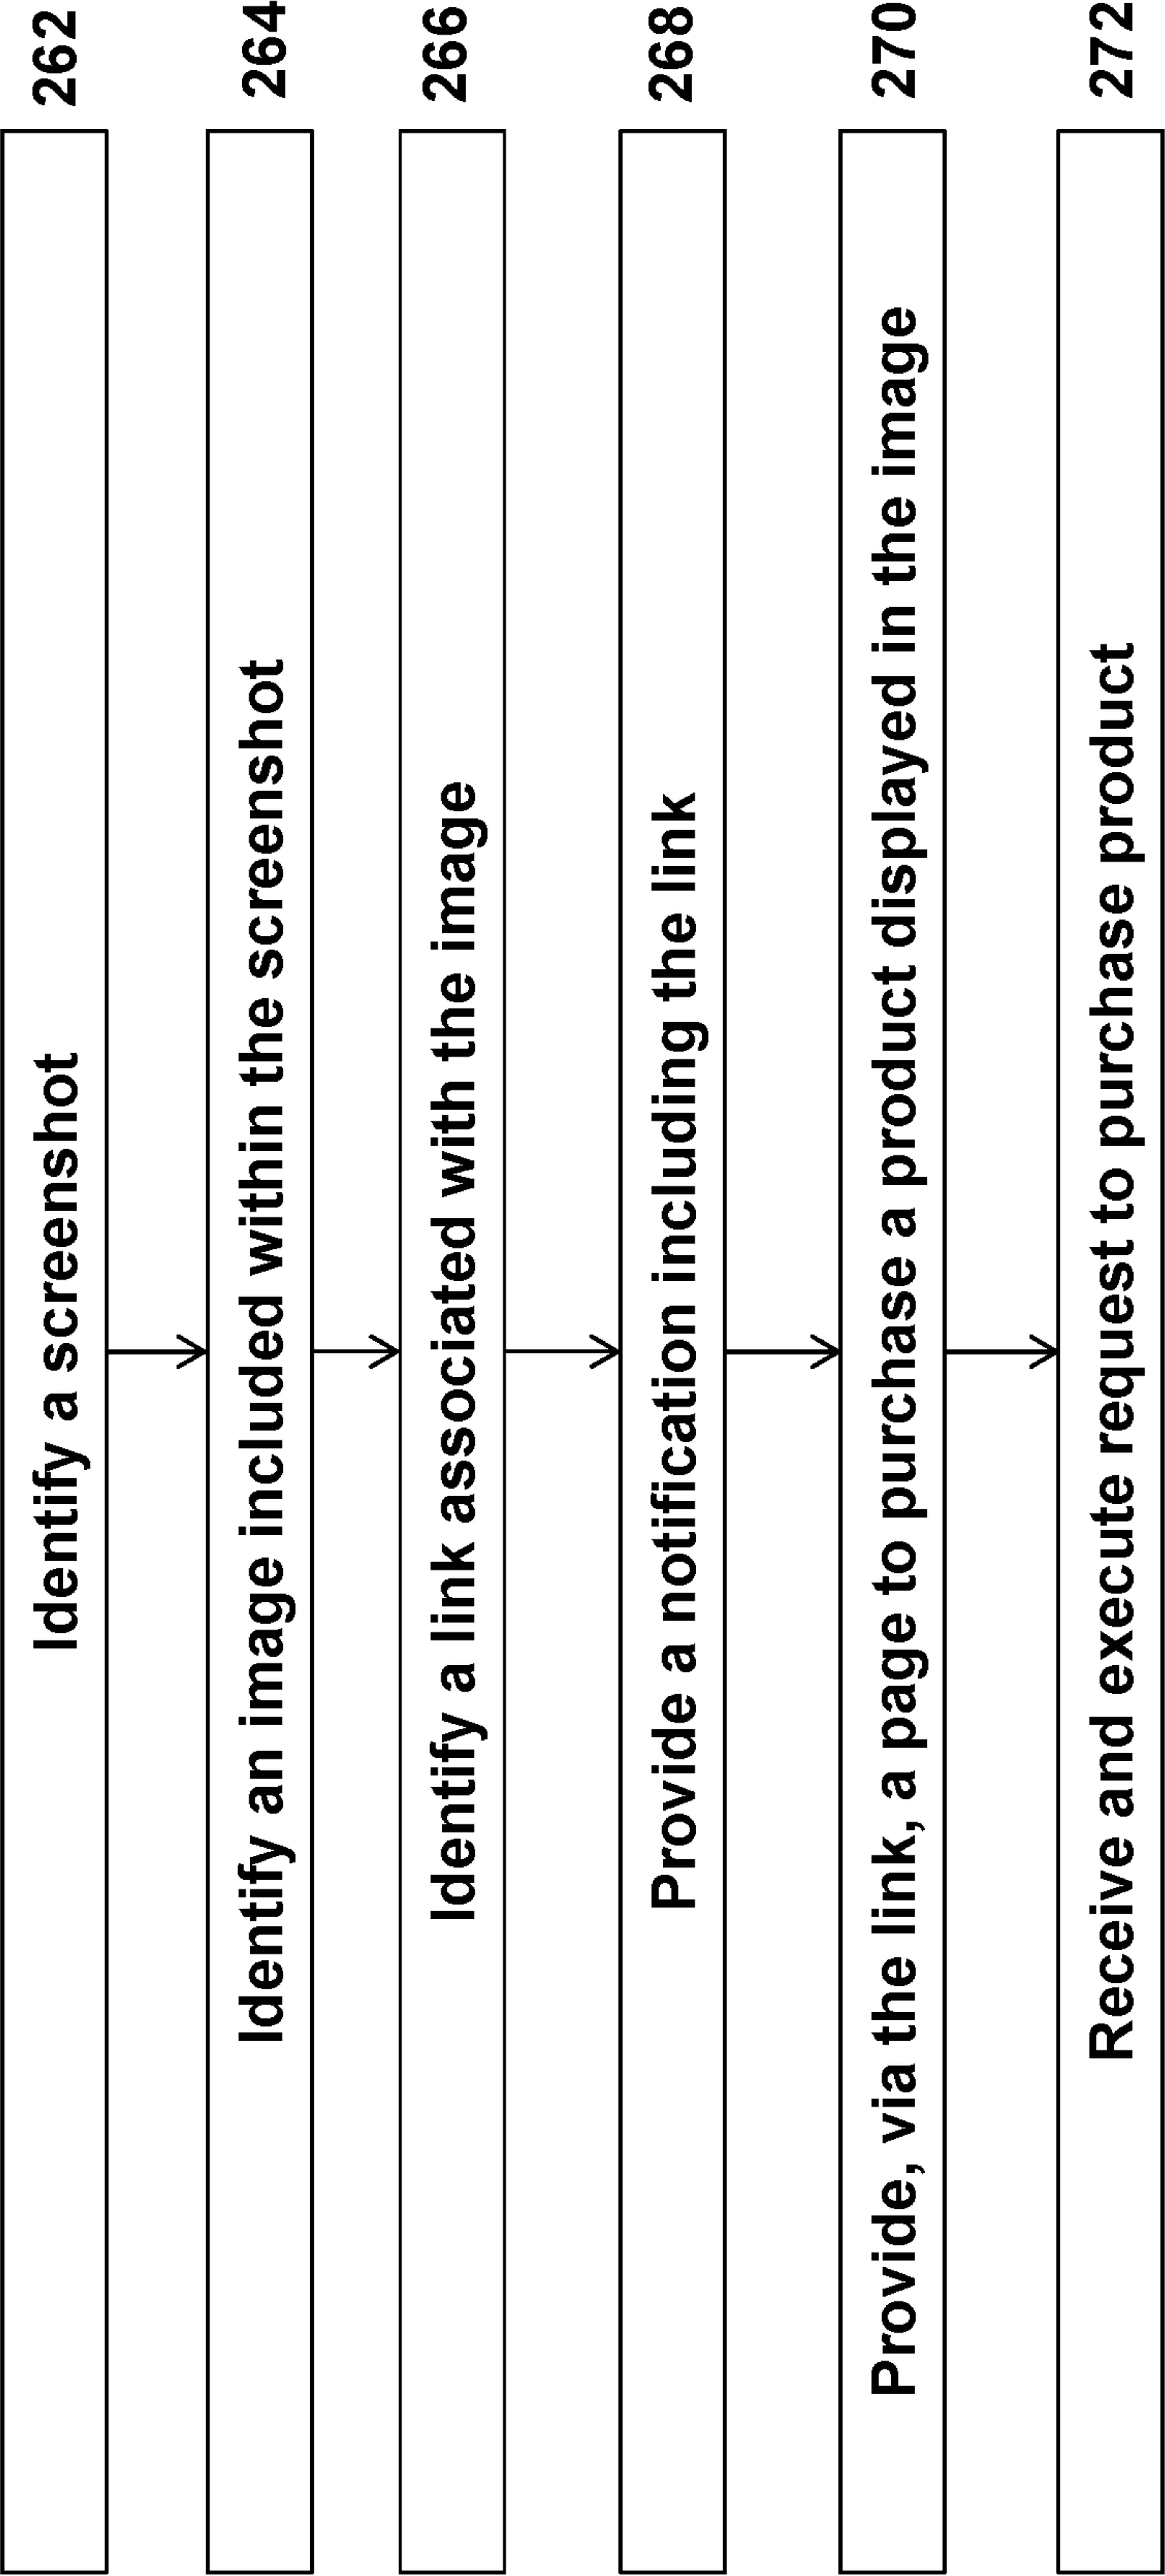 Identify a screenshot
262
Identify an image included within the screenshot
264
Identify a link associated with the image
266
Provide a notification including the link
268
Provide, via the link, a page to purchase a product displayed in the image
270
Receive and execute request to purchase product
272